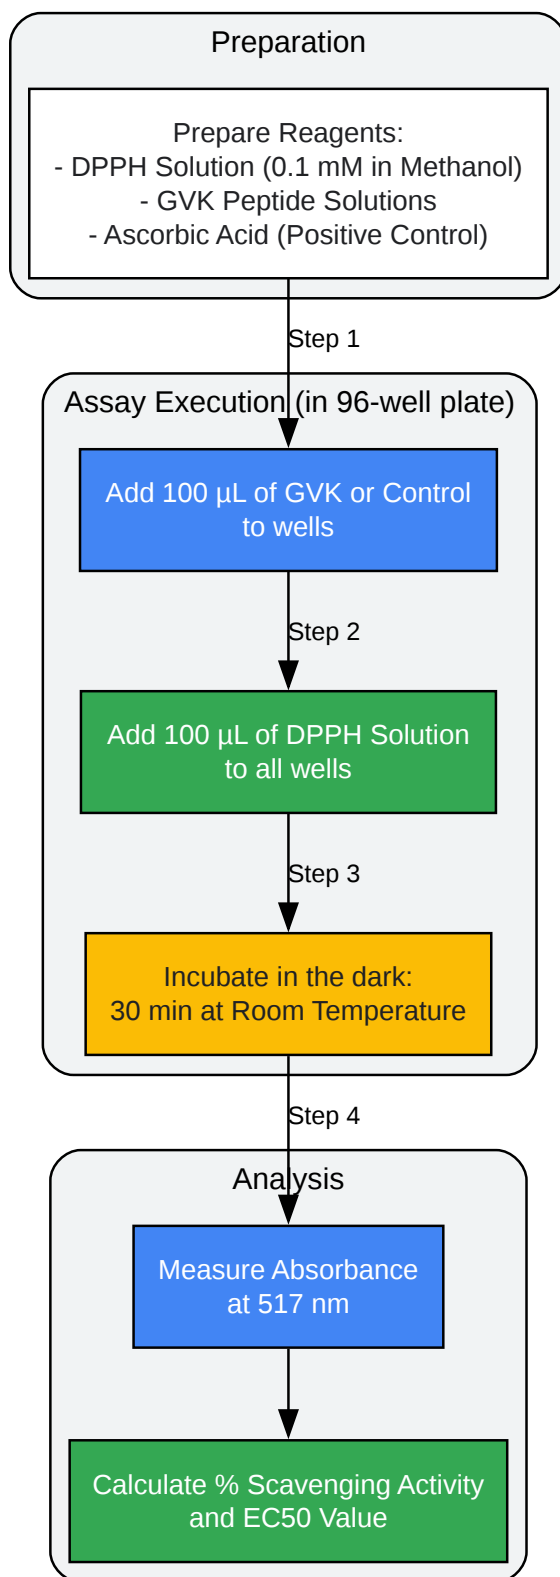 Preparation
Prepare Reagents:
- DPPH Solution (0.1 mM in Methanol)
- GVK Peptide Solutions
- Ascorbic Acid (Positive Control)
Step 1
Assay Execution (in 96-well plate)
Add 100 µL of GVK or Control
to wells
Step 2
Add 100 µL of DPPH Solution
to all wells
Step 3
Incubate in the dark:
30 min at Room Temperature
Step 4
Analysis
Measure Absorbance
at 517 nm
Calculate % Scavenging Activity
and EC50 Value